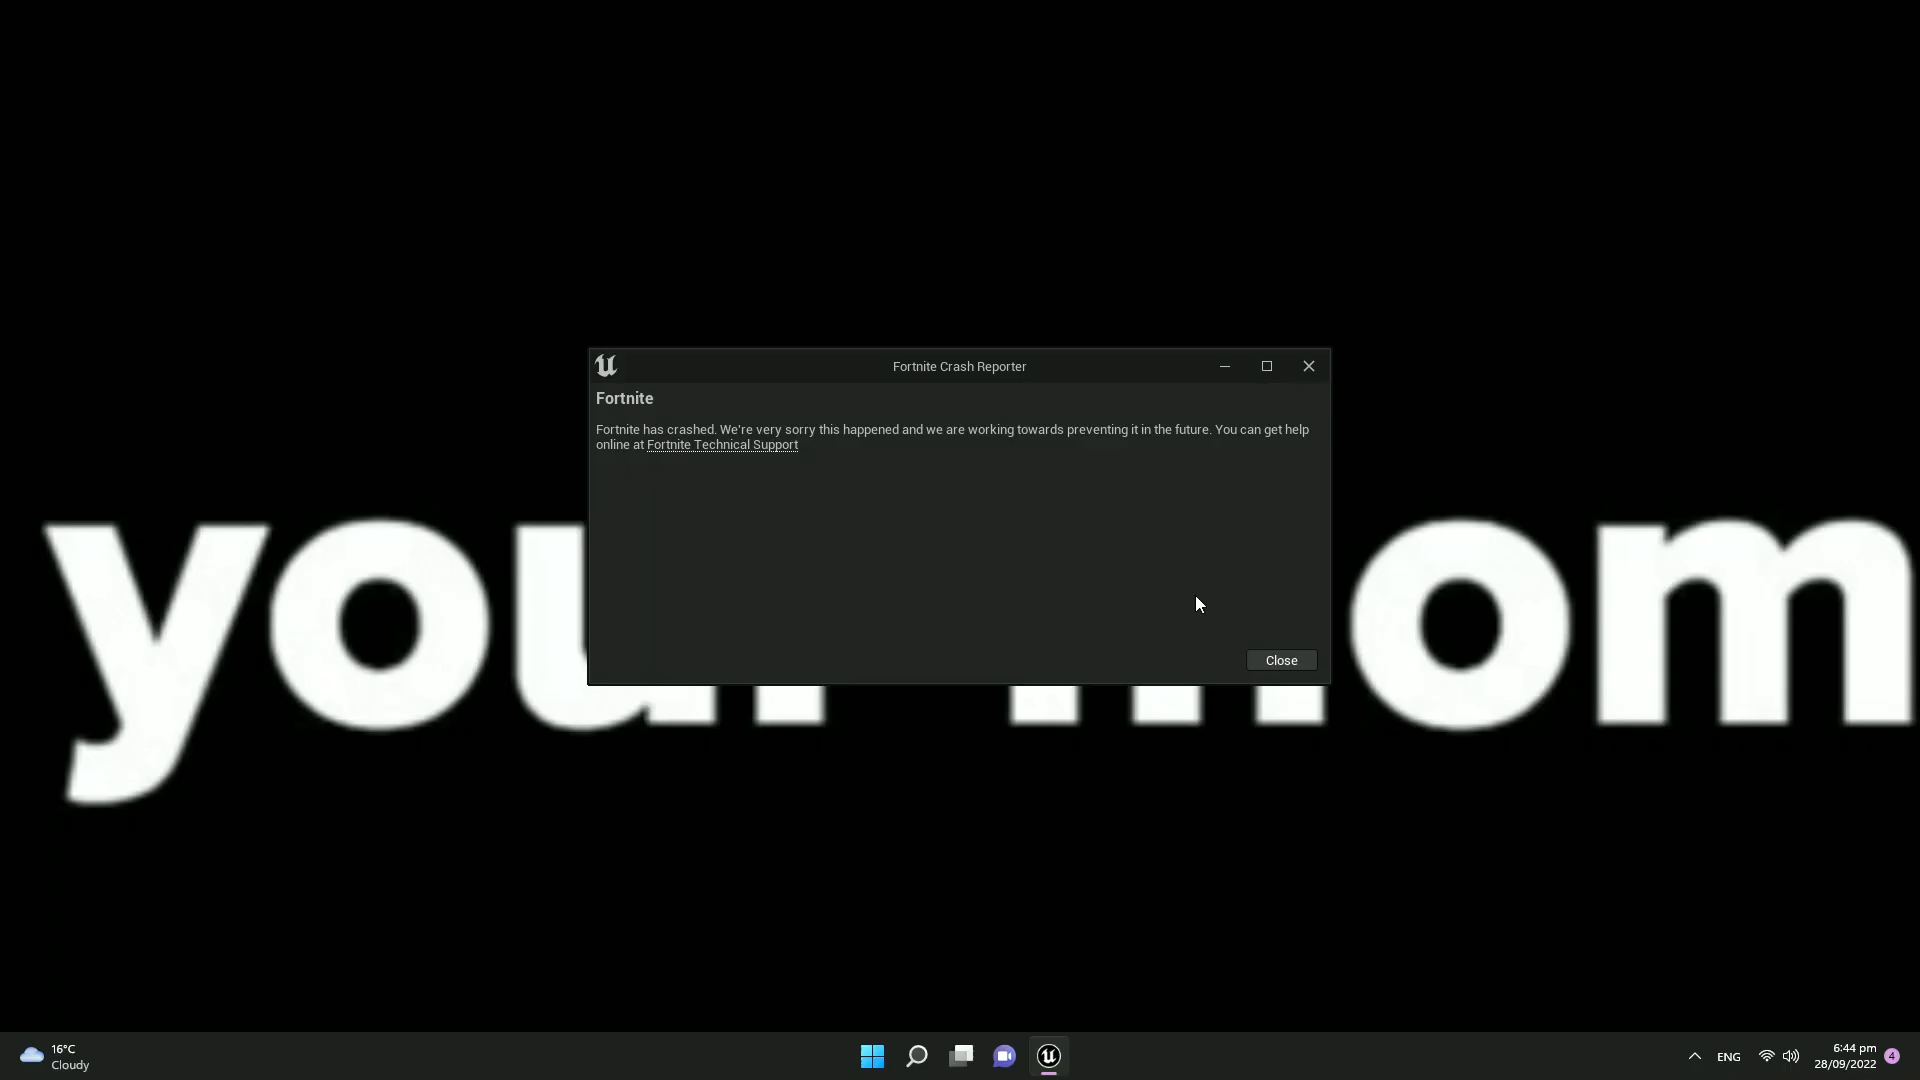 Fortnite Crash Reporter
Fortnite
Fortnite has crashed. We're very sorry this happened and we are working towards preventing it in the future. You can get help
online at Fortnite Technical Support
Close
your mom
16°C
Cloudy
ENG
6:44 pm
28/09/2022
4